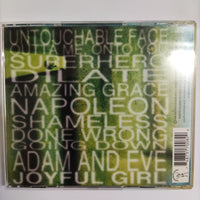 UNTOUCHABLE FACE
OUTTA ME, ONTO YOU
SUPERHERO
DILATE
AMAZING GRACE
NAPOLEON
SHAMELESS
DONE WRONG
GOING DOWN
ADAM AND EVE
JOYFUL GIRL